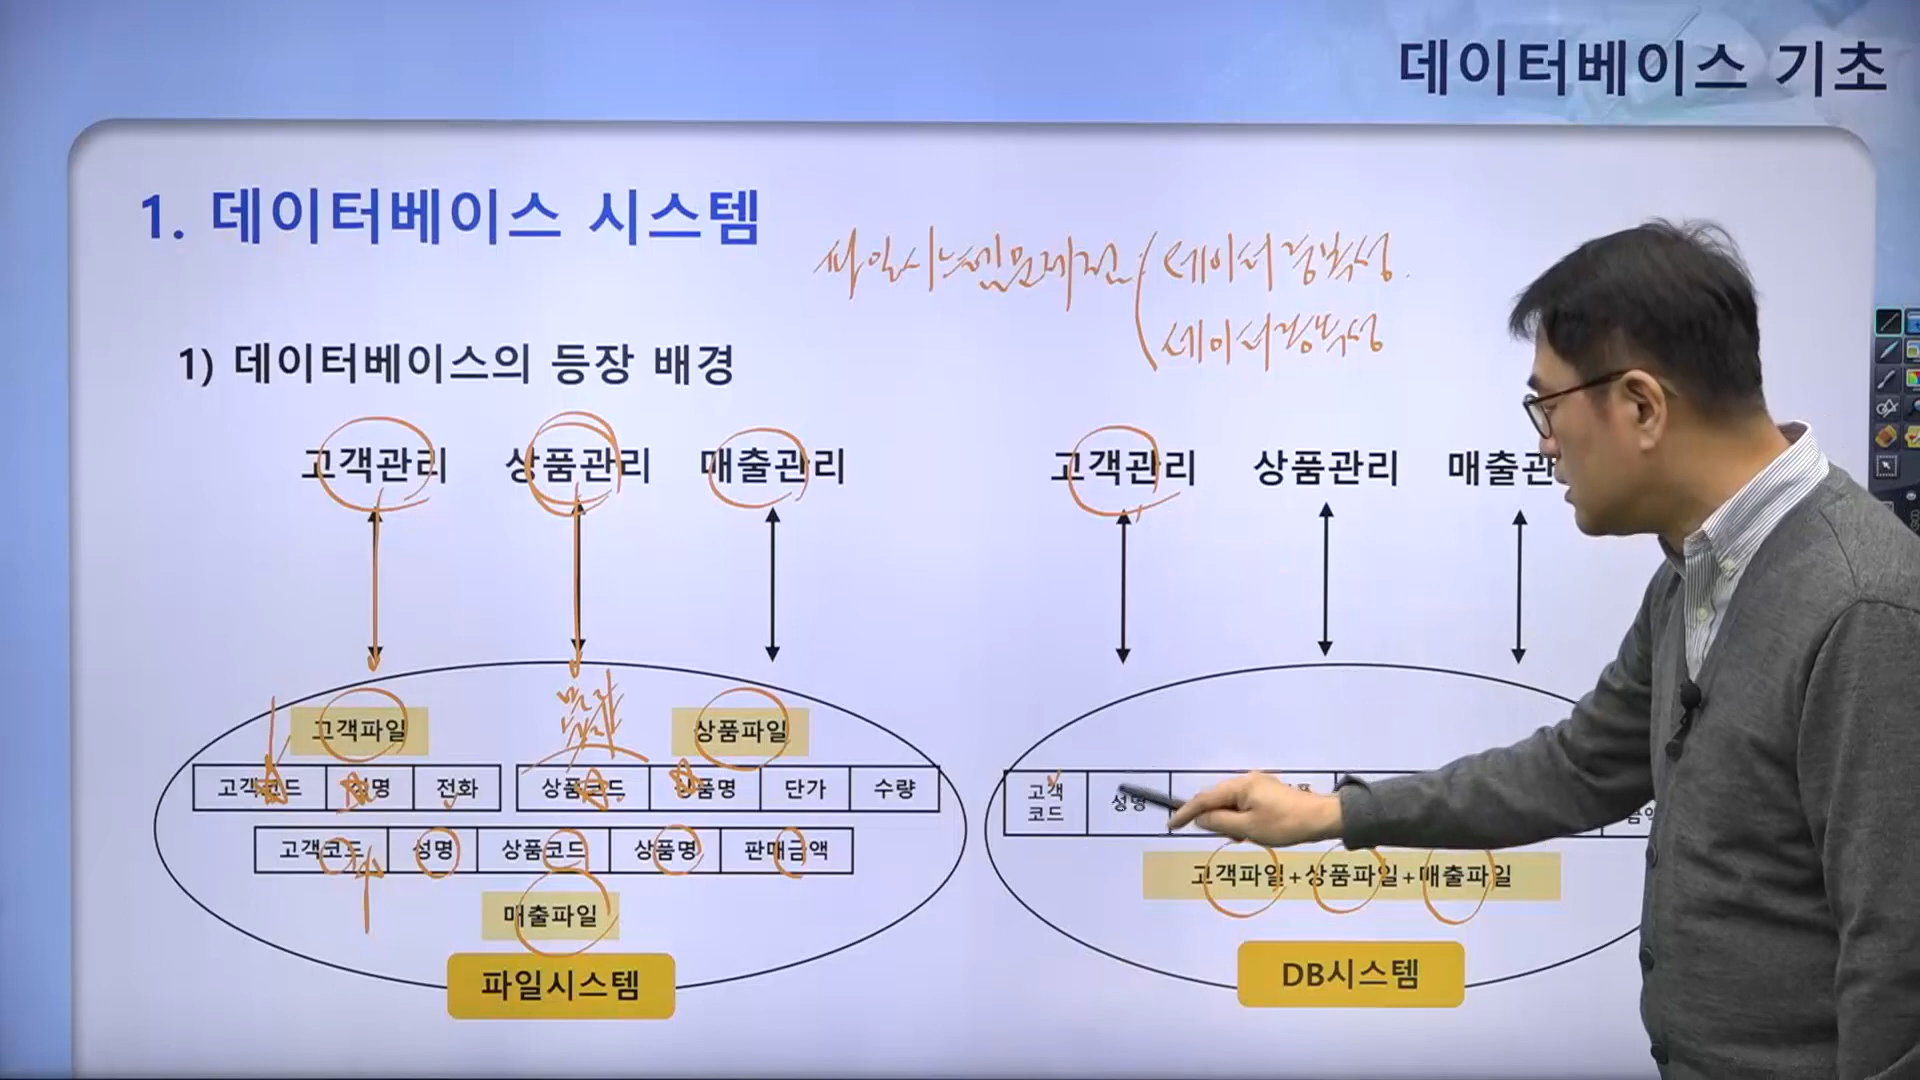 데이터베이스 기초
1. 데이터베이스 시스템
파일시스템문제점
데이터 중복성
데이터종속성
1) 데이터베이스의 등장 배경
고객관리 상품관리 매출관리
고객관리 상품관리 매출관
고객파일 상품파일
고객코드 성명 전화 상품코드 상품명 단가 수량
고객코드 성명 상품코드 상품명 판매금액
매출파일
파일시스템
고객
코드
성명
고객파일+상품파일+매출파일
DB시스템